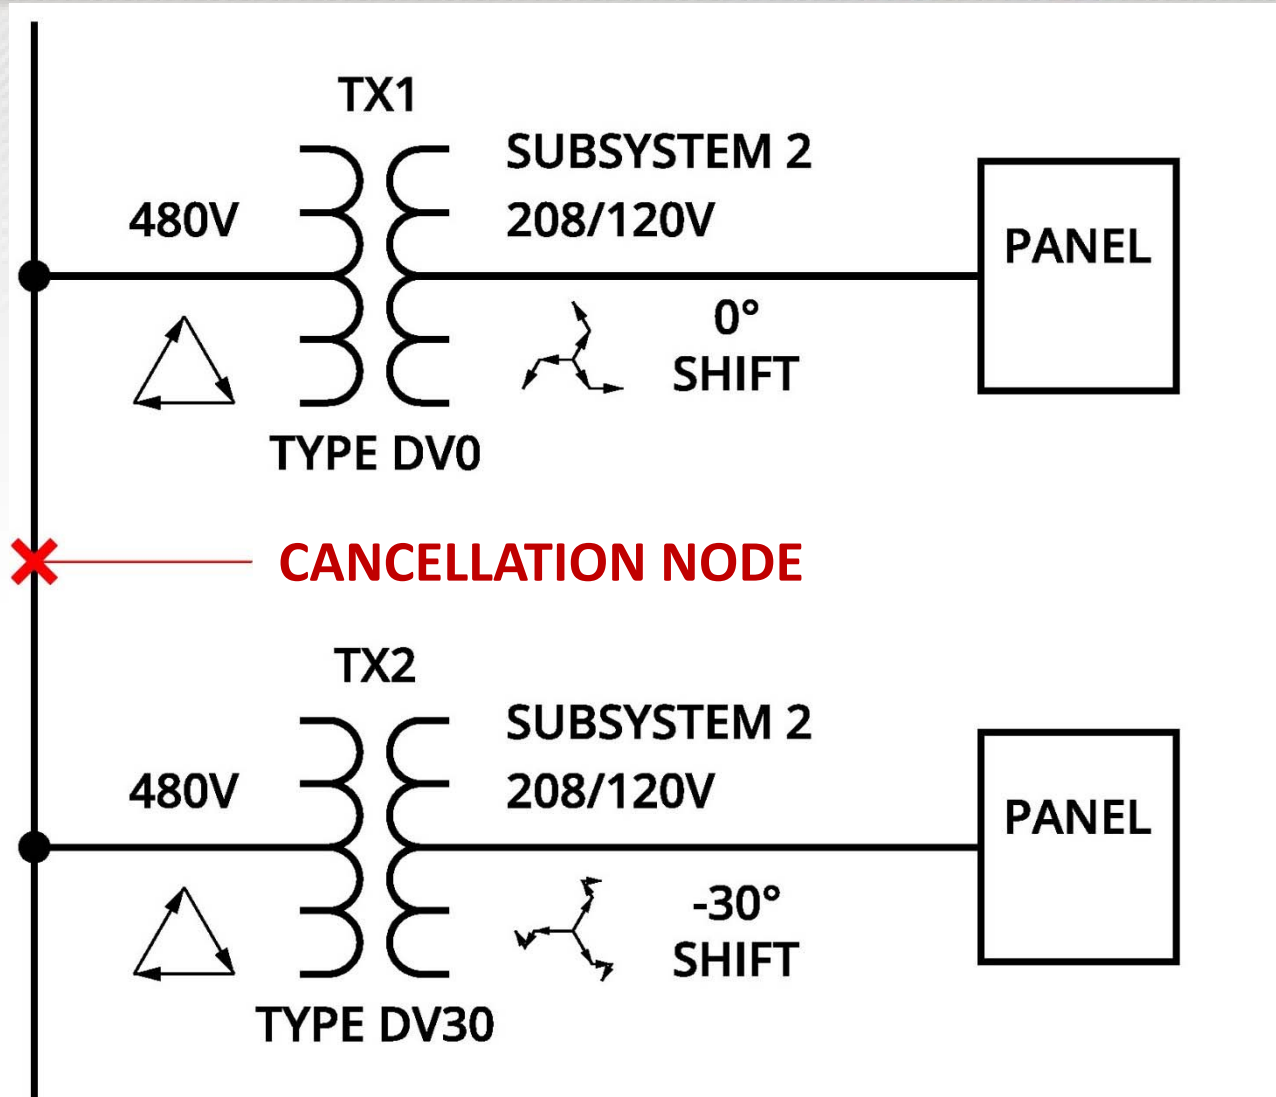 TX1
SUBSYSTEM 2
480V
208/120V
PANEL
0°
SHIFT
TYPE DV0
CANCELLATION NODE
TX2
SUBSYSTEM 2
480V
208/120V
PANEL
-30°
SHIFT
TYPE DV30